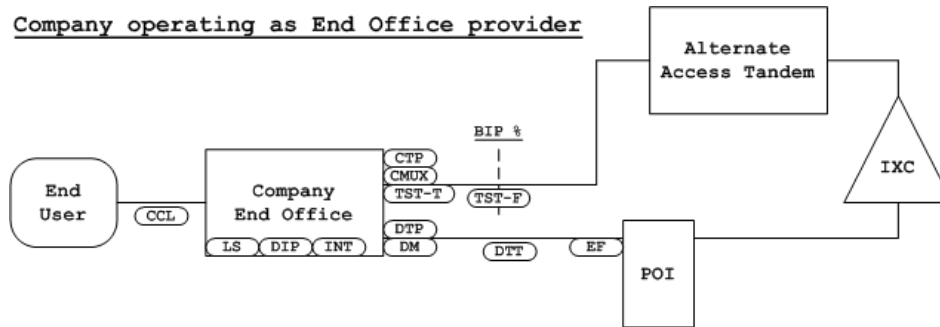 Company operating as End Office provider
Alternate
Access Tandem
BIP %
CTP
CMUX
TST-T
TST-F
IXC
End
User
CCL
Company
End Office
LS
DIP
INT
DTP
DM
DTT
EF
POI